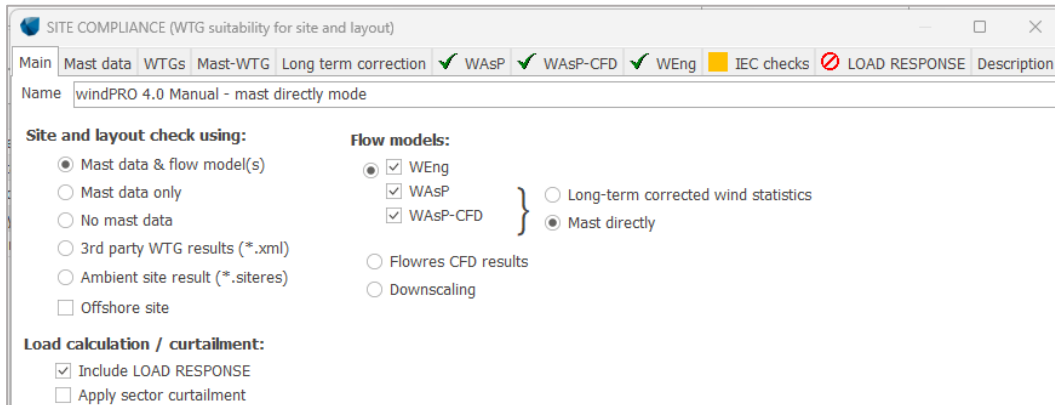 SITE COMPLIANCE (WTG suitability for site and layout)
Main Mast data WTGs Mast-WTG Long term correction WAsP WAsP-CFD WEng IEC checks LOAD RESPONSE Description
Name windPRO 4.0 Manual - mast directly mode
Site and layout check using:
Mast data & flow model(s)
Mast data only
No mast data
3rd party WTG results (*.xml)
Ambient site result (*.siteres)
Offshore site
Flow models:
WEng
WAsP
WAsP-CFD
Long-term corrected wind statistics
Mast directly
Flowres CFD results
Downscaling
Load calculation / curtailment:
Include LOAD RESPONSE
Apply sector curtailment